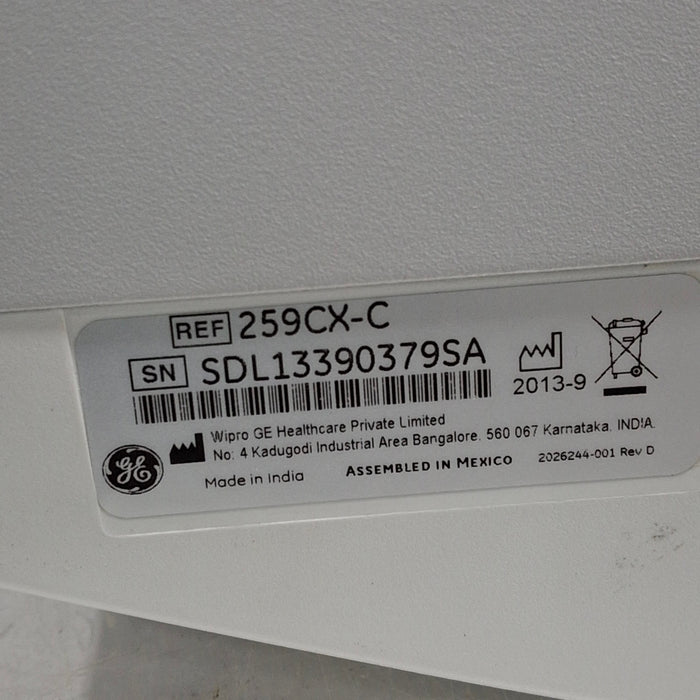 REF 259CX-C
SN SDL13390379SA
2013-9
Wipro GE Healthcare Private Limited
No: 4 Kadugodi Industrial Area Bangalore. 560 067 Karnataka. INDIA.
GE
Made in India
ASSEMBLED IN MEXICO
2026244-001 Rev D